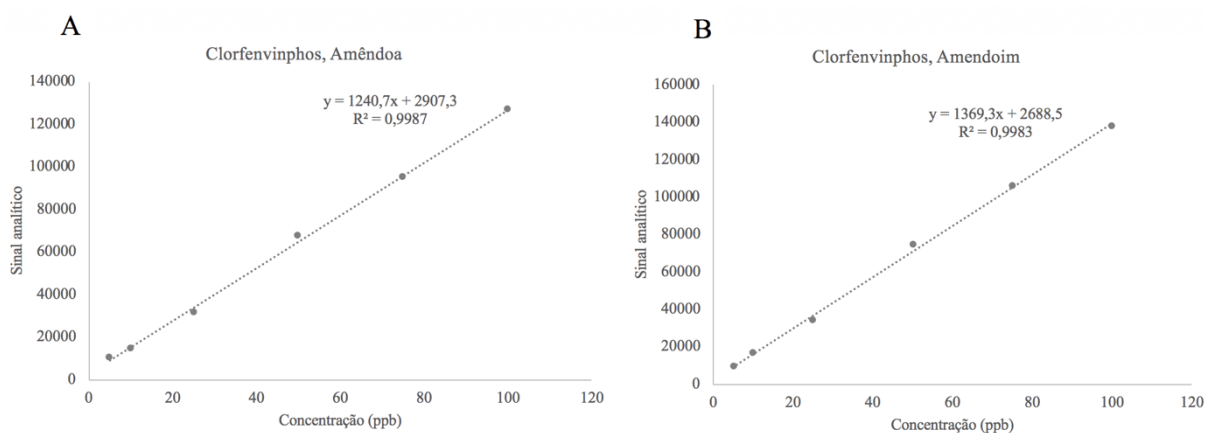 A
Clorfenvinphos, Amêndoa
y = 1240,7x + 2907,3
R² = 0,9987
140000
120000
100000
80000
60000
40000
20000
0
Sinal analítico
0 20 40 60 80 100 120
Concentração (ppb)
B
Clorfenvinphos, Amendoim
y = 1369,3x + 2688,5
R² = 0,9983
160000
140000
120000
100000
80000
60000
40000
20000
0
Sinal analítico
0 20 40 60 80 100 120
Concentração (ppb)